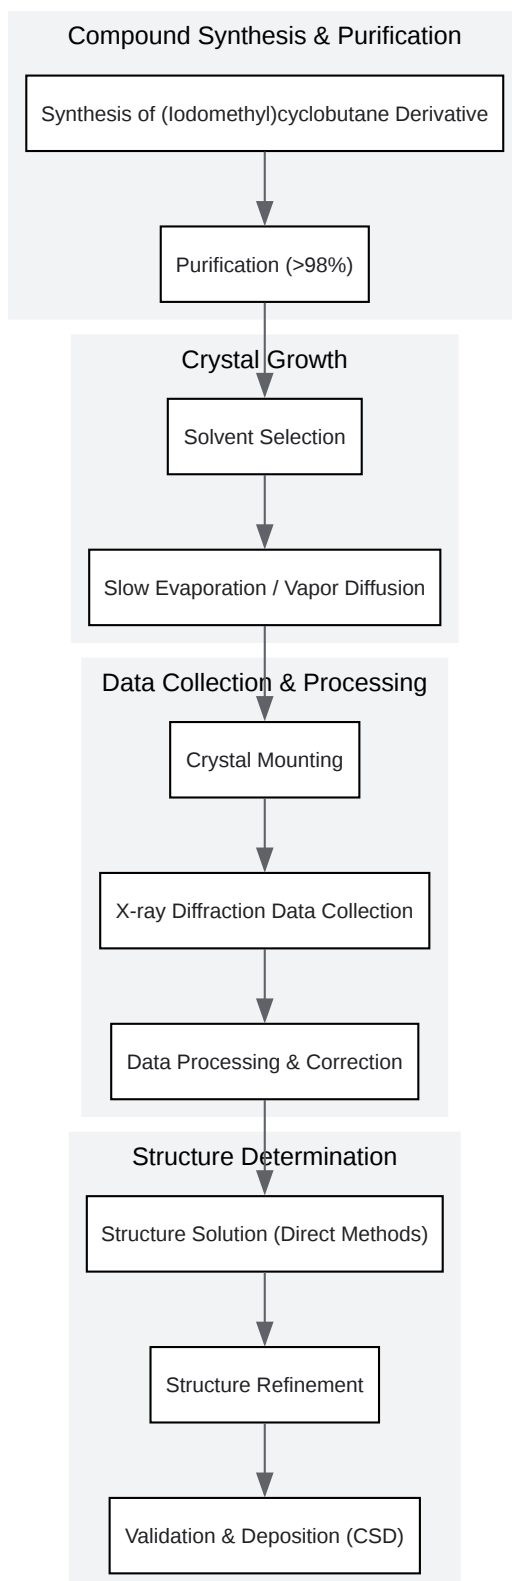 Compound Synthesis & Purification
Synthesis of (Iodomethyl)cyclobutane Derivative
Purification (>98%)
Crystal Growth
Solvent Selection
Slow Evaporation / Vapor Diffusion
Data Collection & Processing
Crystal Mounting
X-ray Diffraction Data Collection
Data Processing & Correction
Structure Determination
Structure Solution (Direct Methods)
Structure Refinement
Validation & Deposition (CSD)